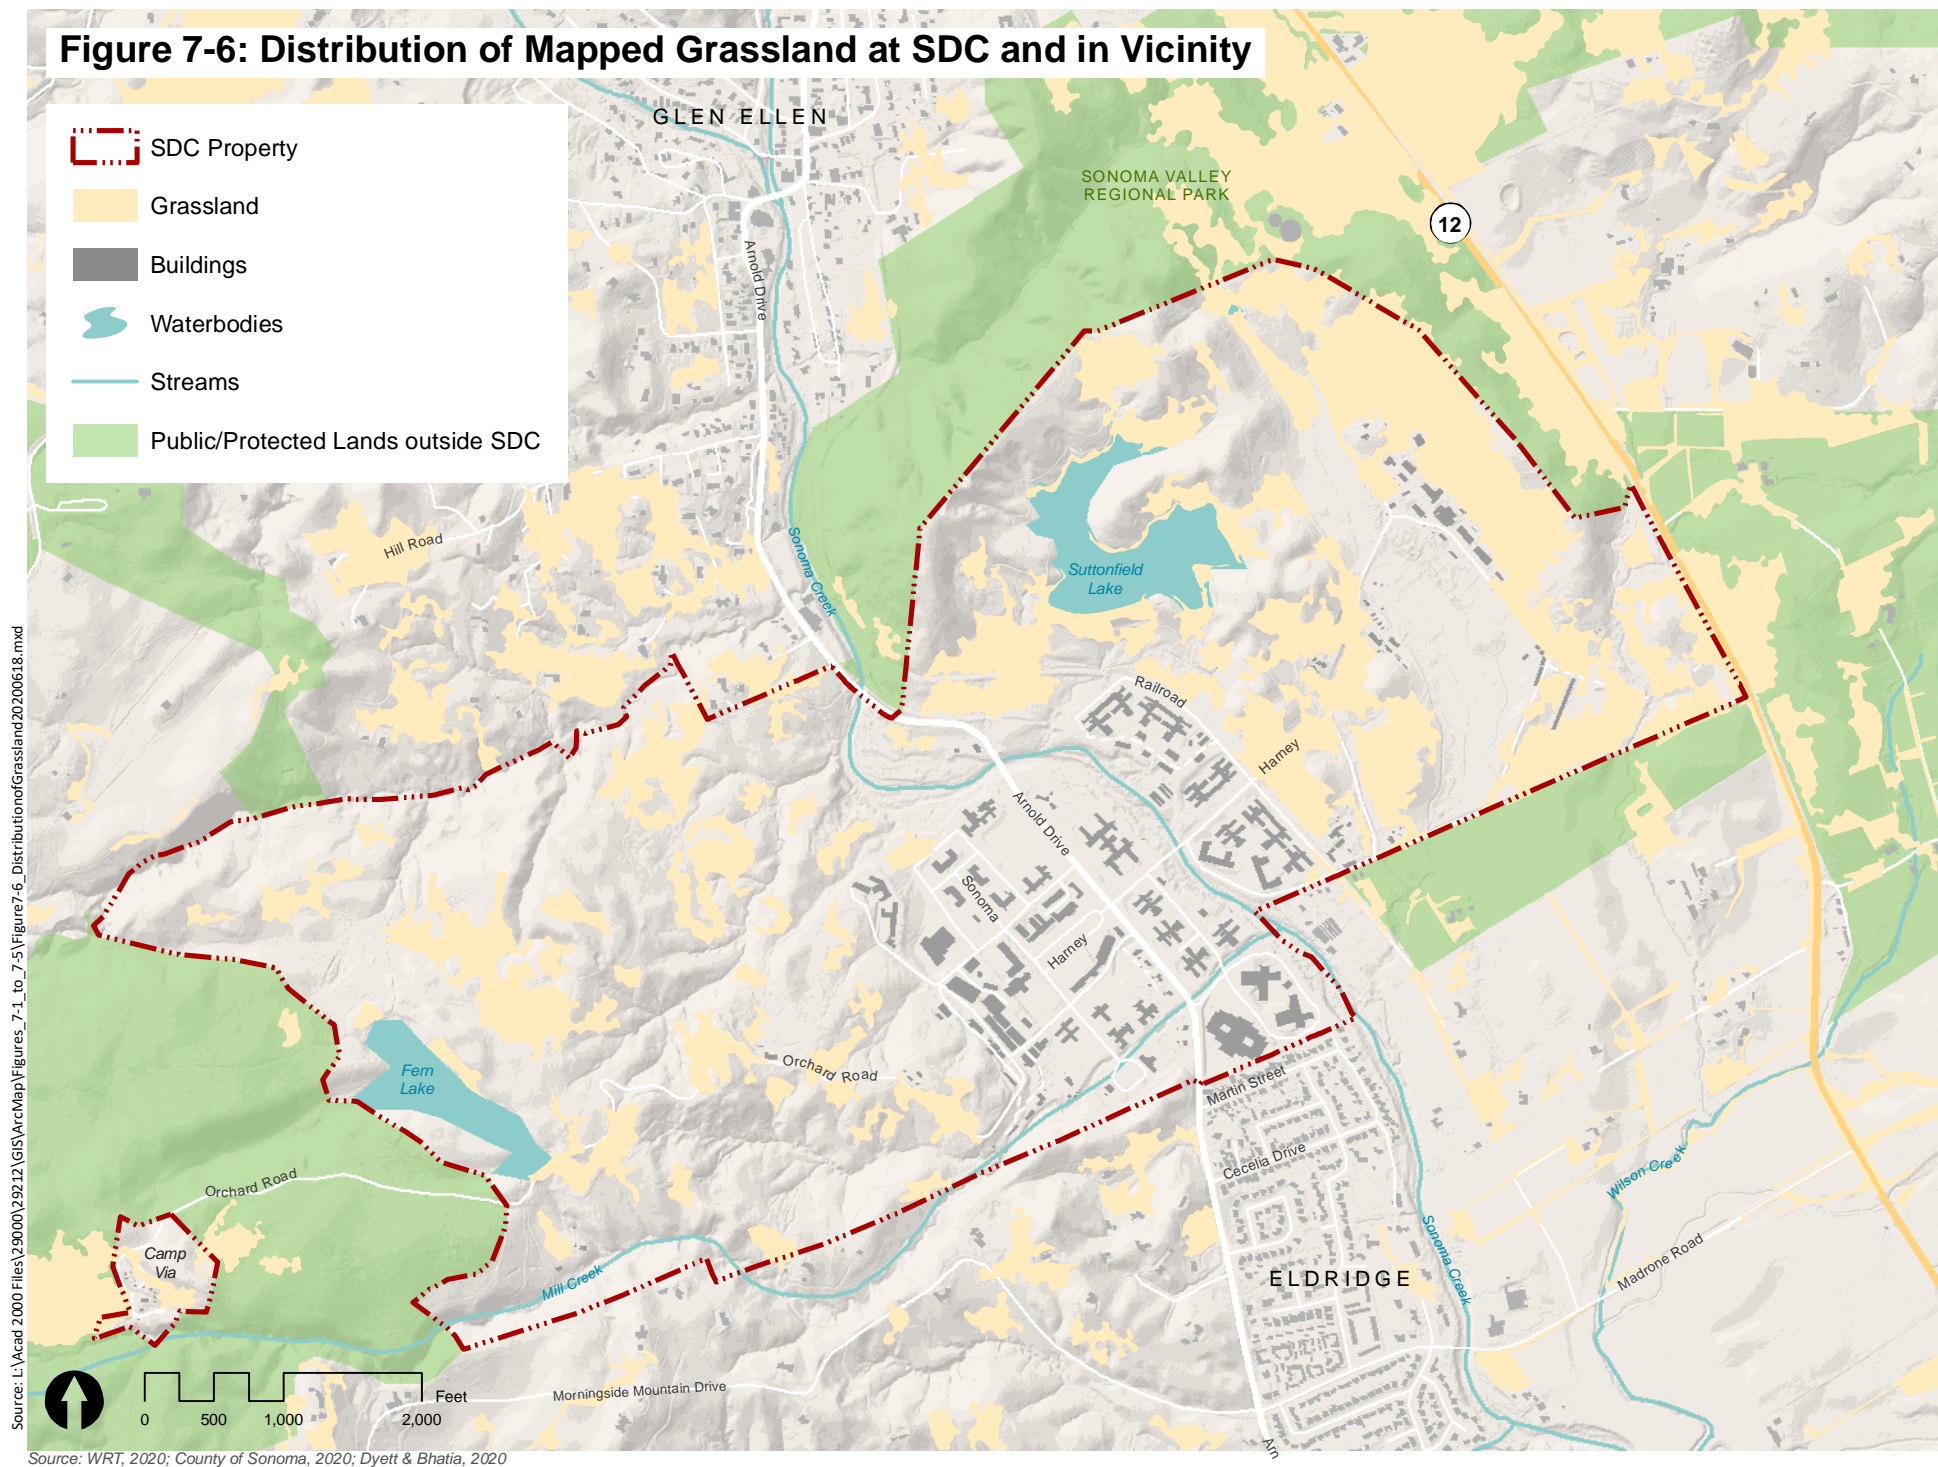 Figure 7-6: Distribution of Mapped Grassland at SDC and in Vicinity
SDC Property
Grassland
Buildings
Waterbodies
Streams
Public/Protected Lands outside SDC
GLEN ELLEN
SONOMA VALLEY
REGIONAL PARK
12
Arnold Drive
Hill Road
Sonoma Creek
Suttonfield
Lake
Railroad
Harney
Arnold Drive
Sonoma
Harney
Fern
Lake
Orchard Road
Martin Street
Cecelia Drive
Orchard Road
Camp
Via
Mill Creek
Wilson Creek
Sonoma Creek
Madrone Road
ELDRIDGE
Morningside Mountain Drive
Arn
0
500
1,000
2,000
Feet
Source: L:\Acad 2000 Files\29000\29212\GIS\ArcMap\Figures_7-1_to_7-5\Figure7-6_DistributionofGrassland20200618.mxd
Source: WRT, 2020; County of Sonoma, 2020; Dyett & Bhatia, 2020